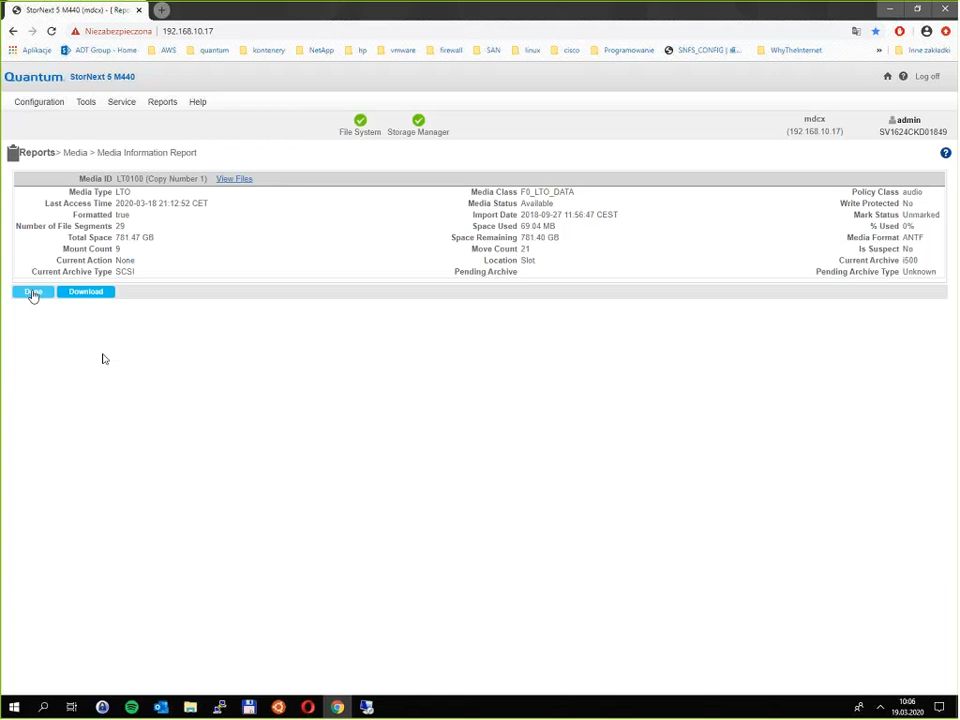 StorNext 5 M440 (mdcx) - [ Repo
Niezabezpieczona 192.168.10.17
Aplikacje ADT Group - Home AWS quantum kontenery NetApp hp vmware firewall SAN linux cisco Programowanie WhyTheInternet » Inne zakładki
Quantum. StorNext 5 M440 Log off
Configuration Tools Service Reports Help
File System Storage Manager
mdcx
(192.168.10.17)
admin
SV1624CKD01849
Reports> Media > Media Information Report
Media ID LT0100 (Copy Number 1) View Files
Media Type LTO Media Class F0_LTO_DATA Policy Class audio
Last Access Time 2020-03-18 21:12:52 CET Media Status Available Write Protected No
Formatted true Import Date 2018-09-27 11:56:47 CEST Mark Status Unmarked
Number of File Segments 29 Space Used 69.04 MB % Used 0%
Total Space 781.47 GB Space Remaining 781.40 GB Media Format ANTF
Mount Count 9 Move Count 21 Is Suspect No
Current Action None Location Slot Current Archive i500
Current Archive Type SCSI Pending Archive Pending Archive Type Unknown
Done Download
10:06
19.03.2020